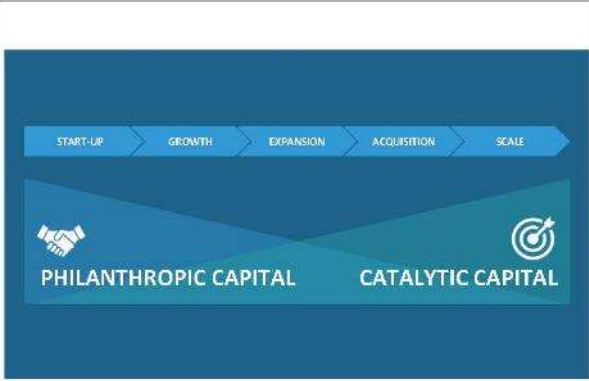 START-UP
GROWTH
EXPANSION
ACQUISITION
SCALE
PHILANTHROPIC CAPITAL
CATALYTIC CAPITAL